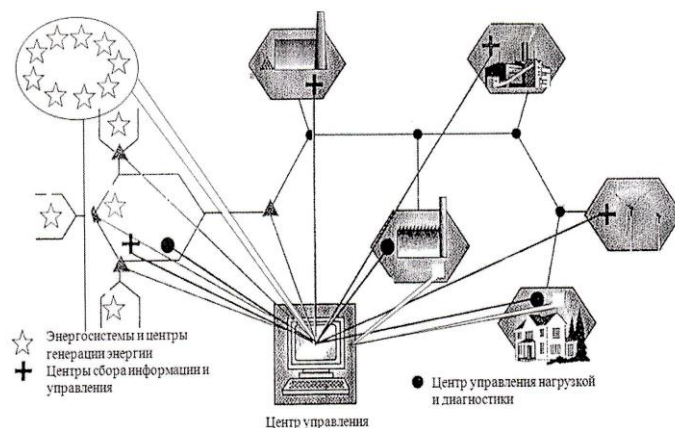 Энергосистемы и центры
генерации энергии
Центры сбора информации и
управления
Центр управления нагрузкой
и диагностики
Центр управления